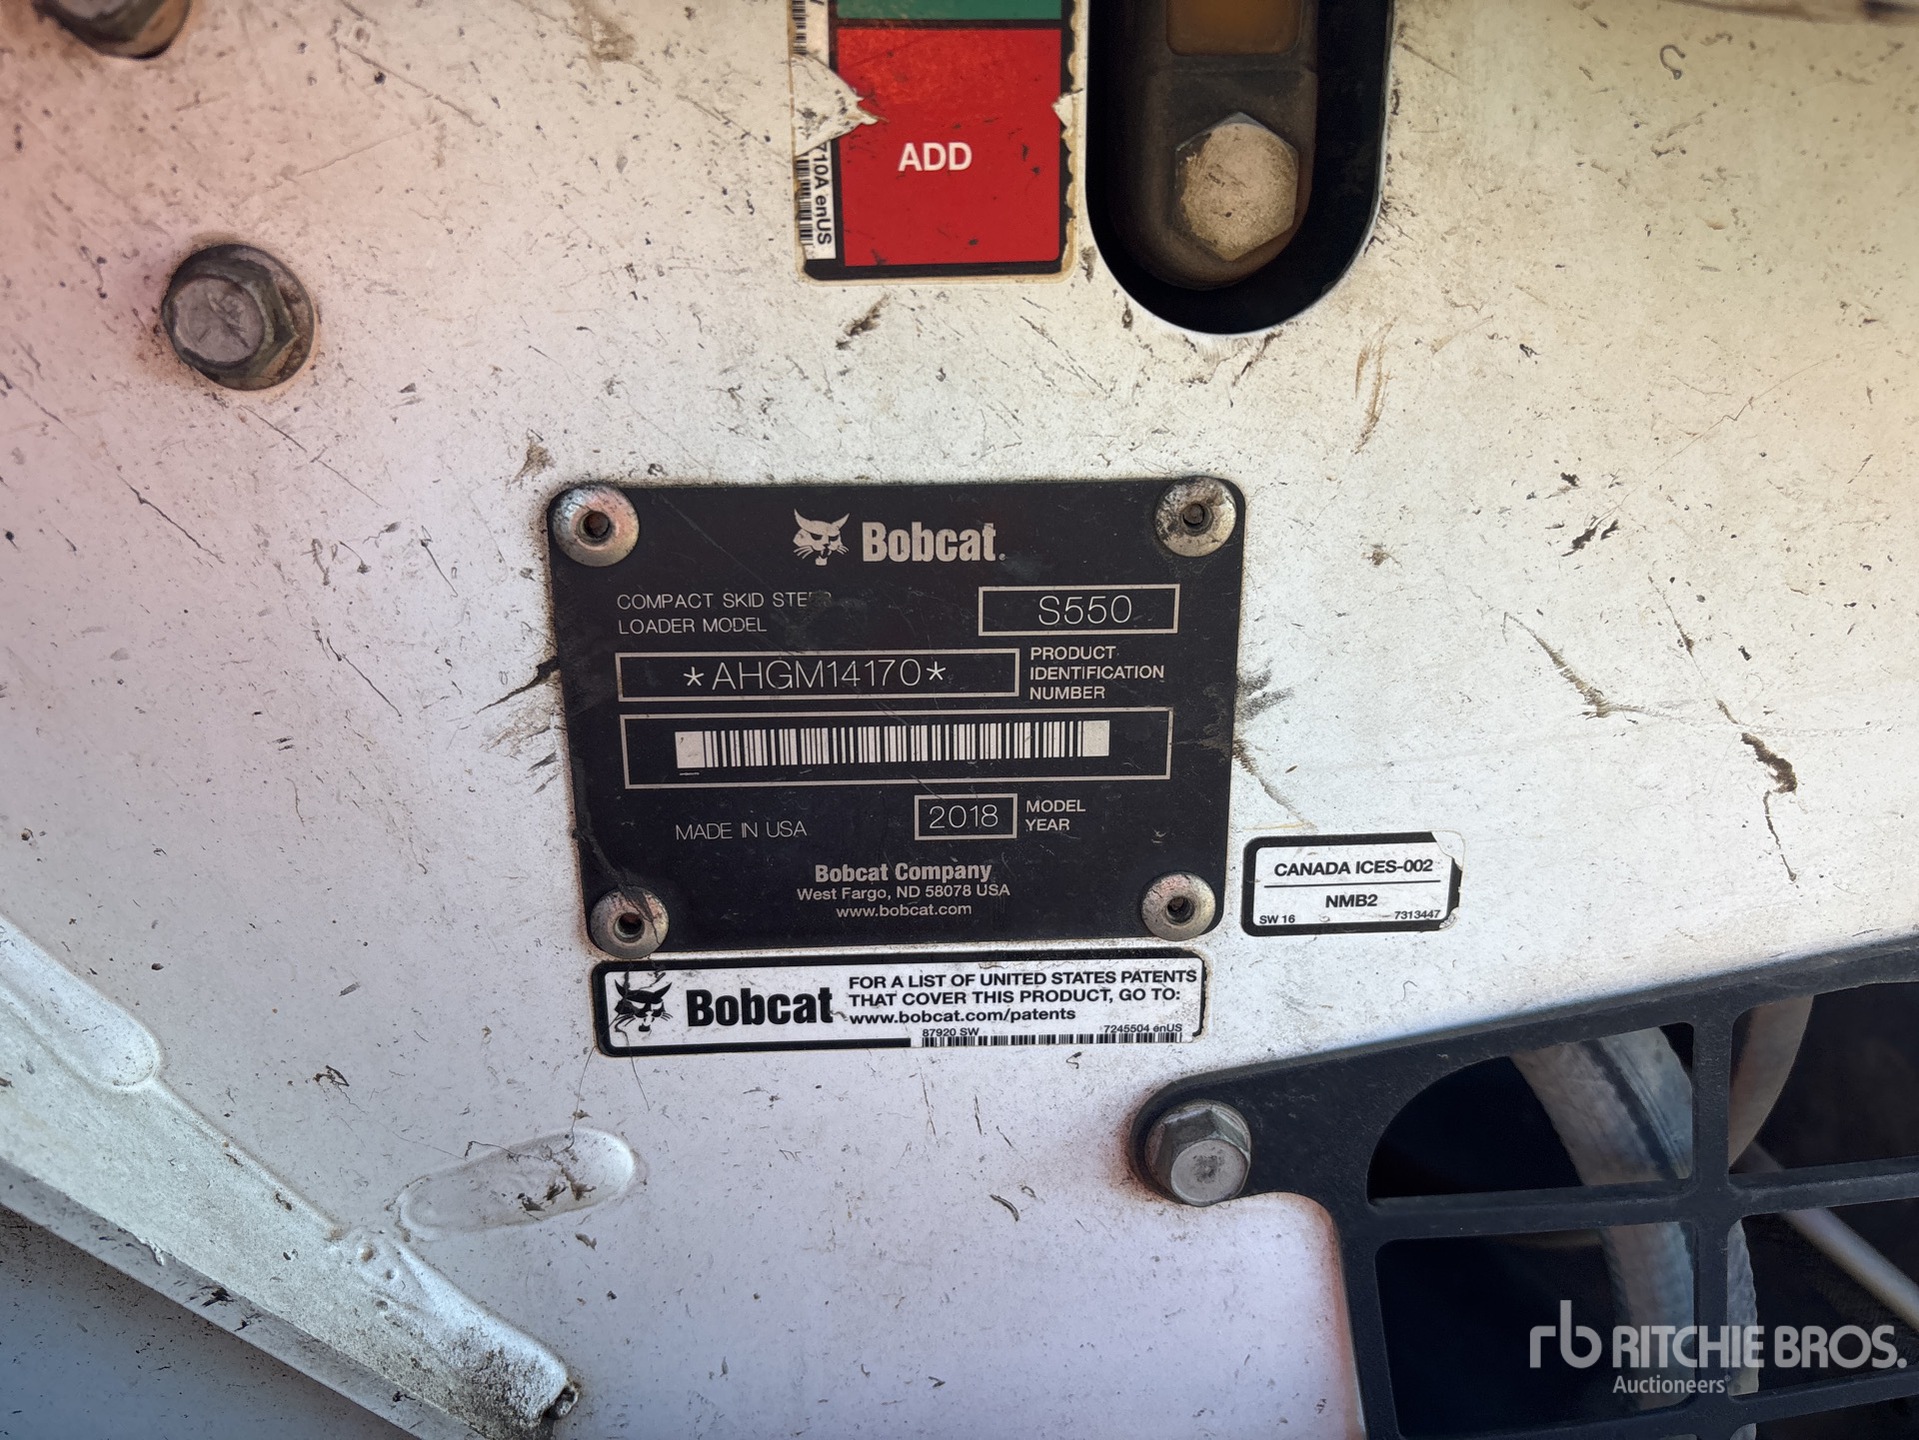 ADD
710A enUS
Bobcat.
COMPACT SKID STEER
LOADER MODEL
S550
*AHGM14170*
PRODUCT
IDENTIFICATION
NUMBER
MADE IN USA
2018
MODEL
YEAR
Bobcat Company
West Fargo, ND 58078 USA
www.bobcat.com
CANADA ICES-002
NMB2
SW 16
7313447
Bobcat
FOR A LIST OF UNITED STATES PATENTS
THAT COVER THIS PRODUCT, GO TO:
www.bobcat.com/patents
87920 SW
7245504 enUS
rb RITCHIE BROS.
Auctioneers